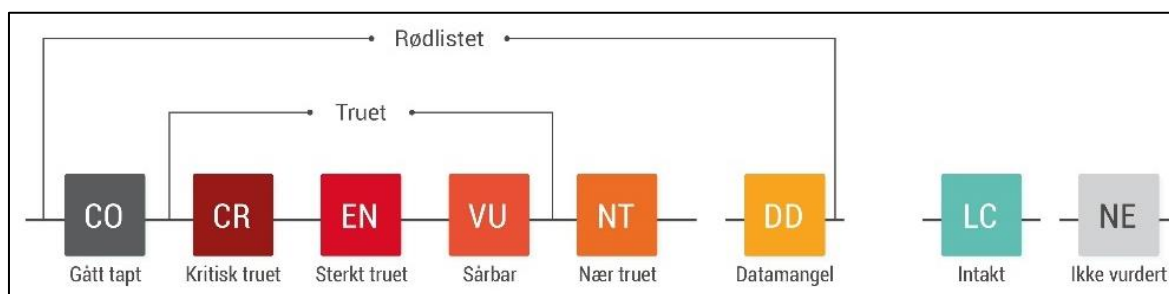 Rødlistet
Truet
CO CR EN VU NT DD LC NE
Gått tapt Kritisk truet Sterkt truet Sårbar Nær truet Datamangel Intakt Ikke vurdert